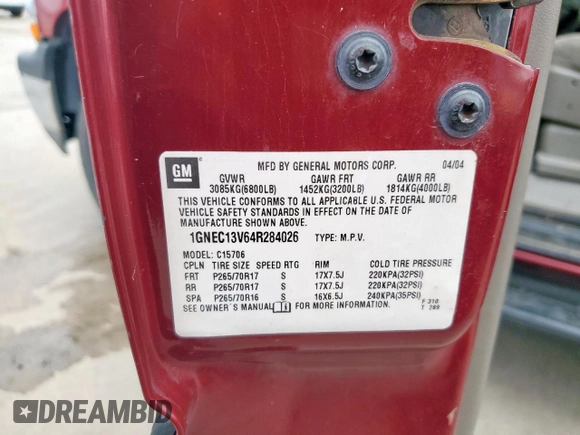 GM
MFD BY GENERAL MOTORS CORP. 04/04
GVWR GAWR FRT GAWR RR
3085KG(6800LB) 1452KG(3200LB) 1814KG(4000LB)
THIS VEHICLE CONFORMS TO ALL APPLICABLE U.S. FEDERAL MOTOR
VEHICLE SAFETY STANDARDS IN EFFECT ON THE DATE OF
MANUFACTURE SHOWN ABOVE.
1GNEC13V64R284026 TYPE: M.P.V.
MODEL: C15706
CPLN TIRE SIZE SPEED RTG RIM COLD TIRE PRESSURE
FRT P265/70R17 S 17X7.5J 220KPA(32PSI)
RR P265/70R17 S 17X7.5J 220KPA(32PSI)
SPA P265/70R16 S 16X6.5J 240KPA(35PSI)
SEE OWNER'S MANUAL FOR MORE INFORMATION.
F 310
T 289
DREAMBID